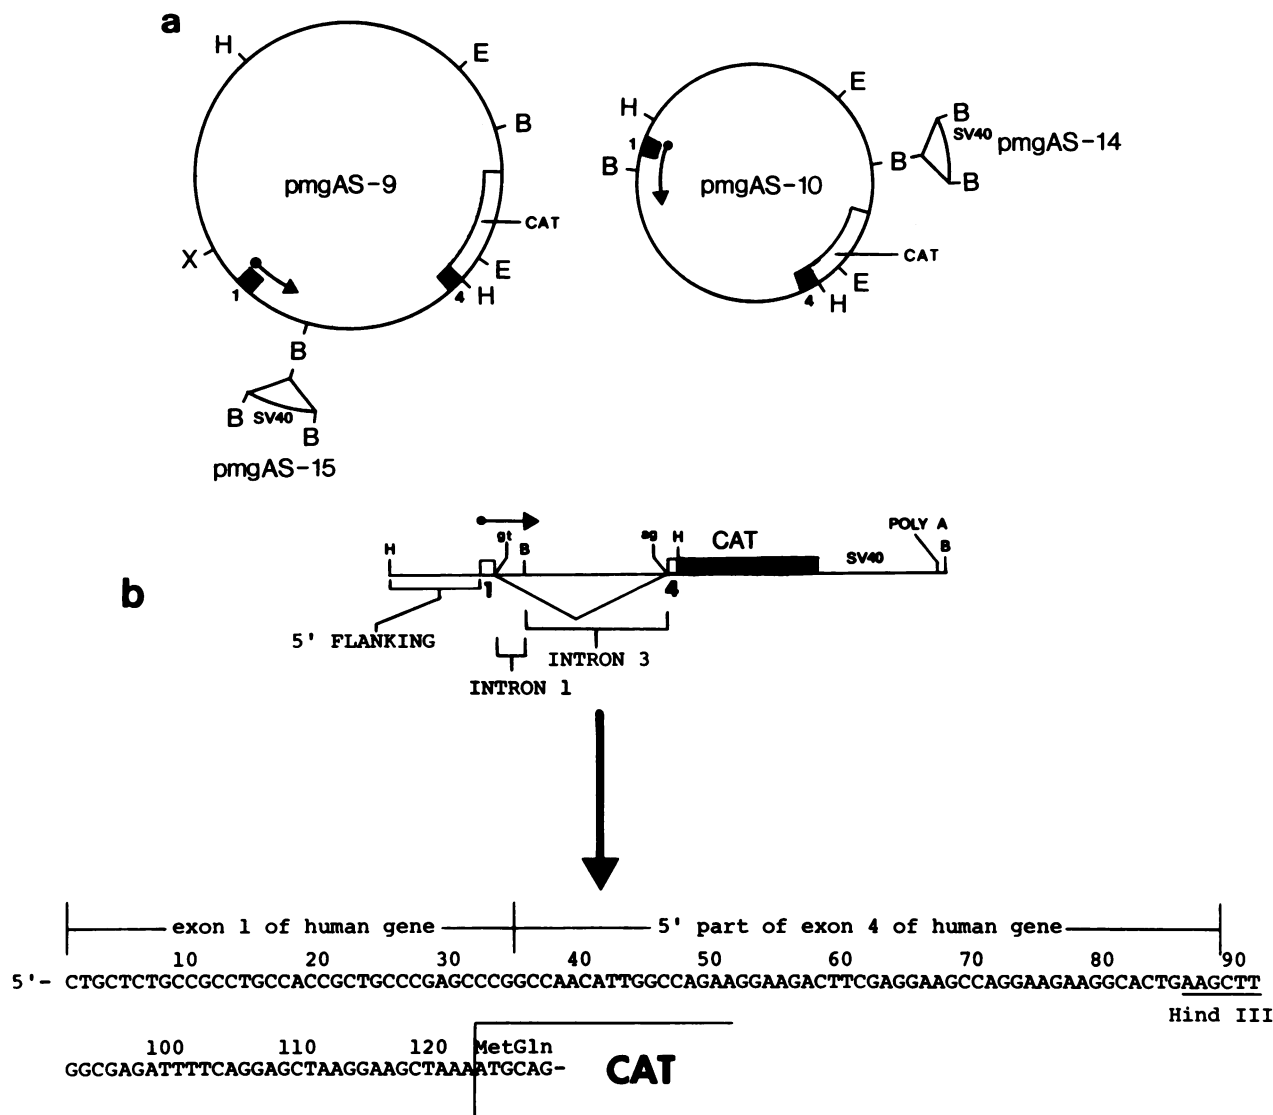 a
H
E
B
pmgAS-9
CAT
X
1
E
4
H
B
B
SV40
B
pmgAS-15
H
E
1
B
pmgAS-10
B
B
SV40
pmgAS-14
B
CAT
4
E
H
b
H
gt
B
ag
H
CAT
SV40
POLY A
B
1
4
5' FLANKING
INTRON 3
INTRON 1
exon 1 of human gene
5' part of exon 4 of human gene
10 20 30 40 50 60 70 80 90
5'- CTGCTCTGCCGCCTGCCACCGCTGCCCGAGCCCGGCCAACATTGGCCAGAAGGAAGACTTCGAGGAAGCCAGGAAGAAGGCACTGAAGCTT
Hind III
100 110 120 MetGln
GGCGAGATTTTCAGGAGCTAAGGAAGCTAAAATGCAG-
CAT